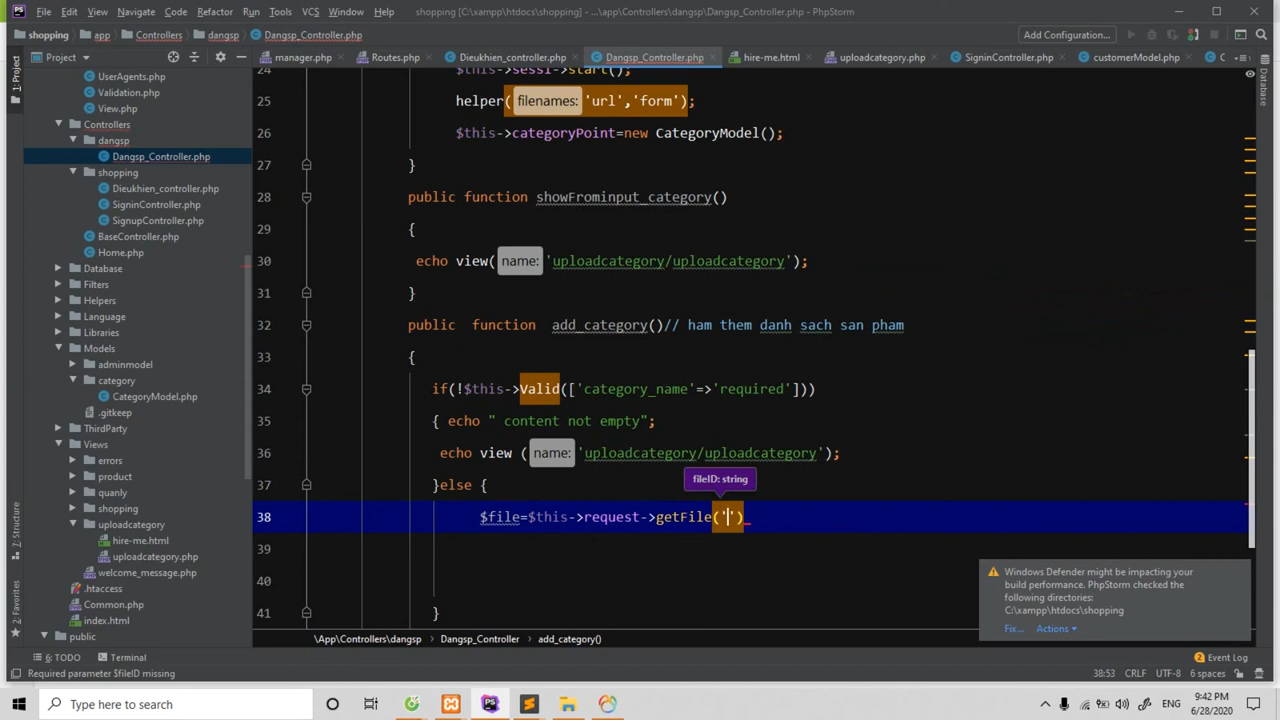 File Edit View Navigate Code Refactor Run Tools VCS Window Help shopping [C:\xampp\htdocs\shopping] - ...\app\Controllers\dangsp\Dangsp_Controller.php - PhpStorm
shopping app Controllers dangsp Dangsp_Controller.php Add Configuration...
Project manager.php Routes.php Dieukhien_controller.php Dangsp_Controller.php hire-me.html uploadcategory.php SigninController.php customerModel.php
1: Project
7: Structure
2: Favorites
Database
UserAgents.php
Validation.php
View.php
Controllers
dangsp
Dangsp_Controller.php
shopping
Dieukhien_controller.php
SigninController.php
SignupController.php
BaseController.php
Home.php
Database
Filters
Helpers
Language
Libraries
Models
adminmodel
category
CategoryModel.php
.gitkeep
ThirdParty
Views
errors
product
quanly
shopping
uploadcategory
hire-me.html
uploadcategory.php
welcome_message.php
.htaccess
Common.php
index.html
public
24 $this->sessi->start();
25 helper( filenames: 'url','form');
26 $this->categoryPoint=new CategoryModel();
27 }
28 public function showFrominput_category()
29 {
30 echo view( name: 'uploadcategory/uploadcategory');
31 }
32 public function add_category()// ham them danh sach san pham
33 {
34 if(!$this->Valid(['category_name'=>'required']))
35 { echo " content not empty";
36 echo view ( name: 'uploadcategory/uploadcategory');
37 }else {
fileID: string
38 $file=$this->request->getFile('')
39
40
41 }
Windows Defender might be impacting your
build performance. PhpStorm checked the
following directories:
C:\xampp\htdocs\shopping
Fix... Actions
\App\Controllers\dangsp Dangsp_Controller add_category()
6: TODO Terminal 2 Event Log
Required parameter $fileID missing 38:53 CRLF UTF-8 6 spaces
Type here to search ENG 9:42 PM
6/28/2020